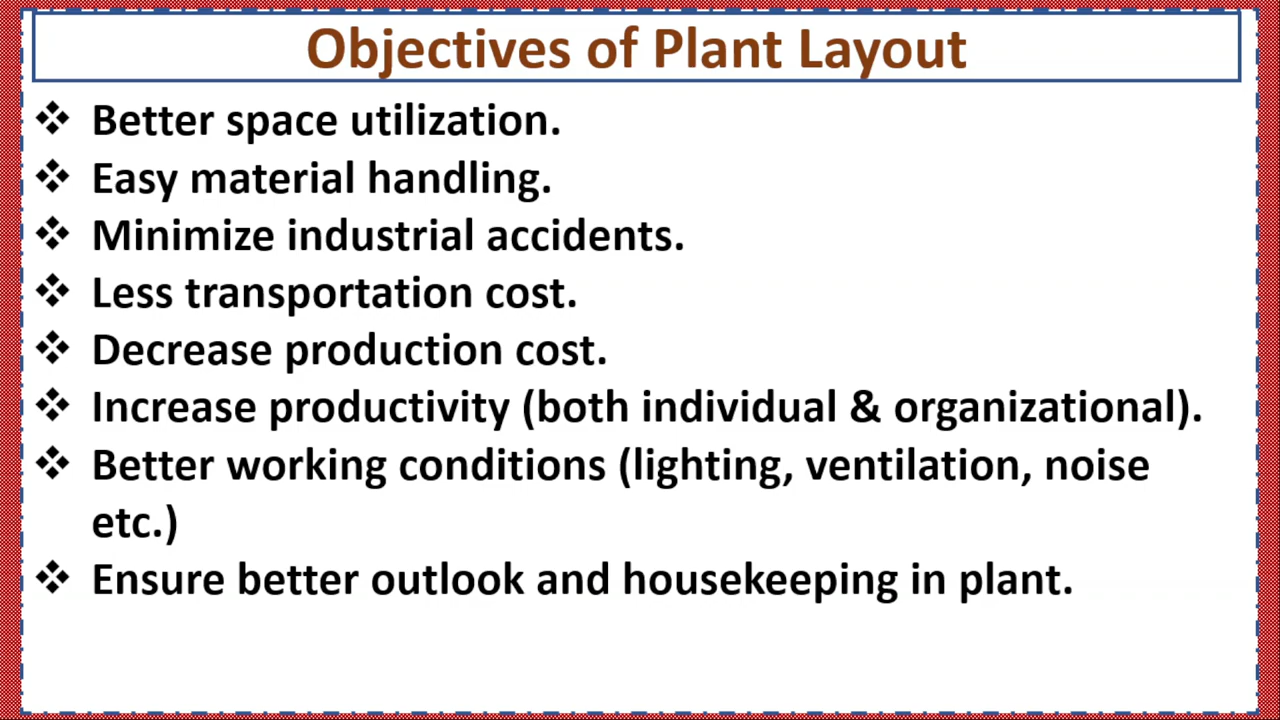 Objectives of Plant Layout
❖ Better space utilization.
❖ Easy material handling.
❖ Minimize industrial accidents.
❖ Less transportation cost.
❖ Decrease production cost.
❖ Increase productivity (both individual & organizational).
❖ Better working conditions (lighting, ventilation, noise
etc.)
❖ Ensure better outlook and housekeeping in plant.